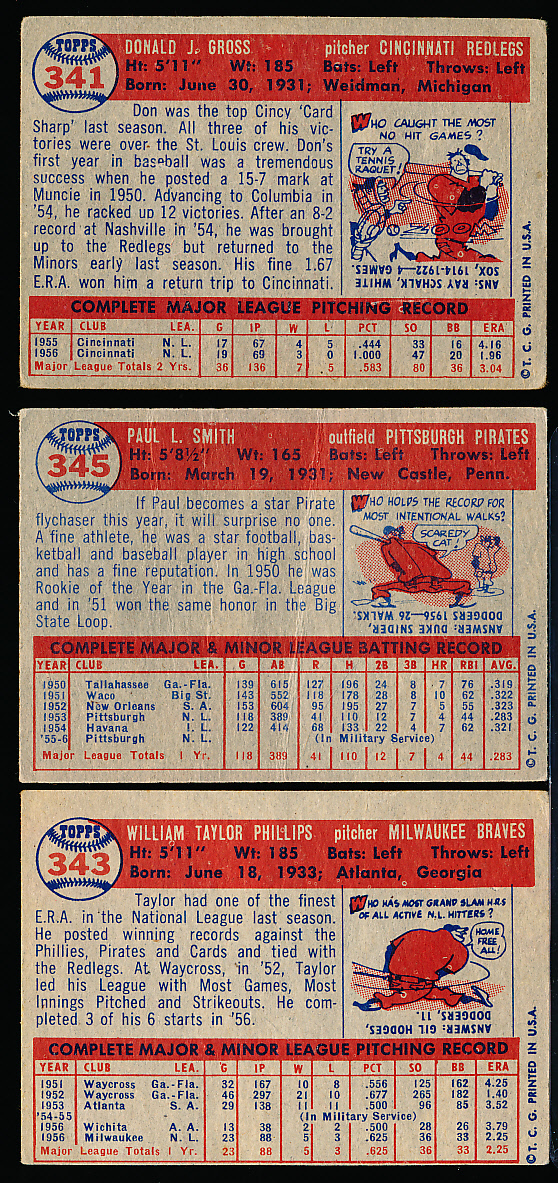 TOPPS
341
DONALD J. GROSS pitcher CINCINNATI REDLEGS
Ht: 5'11" Wt: 185 Bats: Left Throws: Left
Born: June 30, 1931; Weidman, Michigan
Don was the top Cincy 'Card
Sharp' last season. All three of his vic-
tories were over the St. Louis crew. Don's
first year in baseball was a tremendous
success when he posted a 15-7 mark at
Muncie in 1950. Advancing to Columbia in
'54, he racked up 12 victories. After an 8-2
record at Nashville in '54, he was brought
up to the Redlegs but returned to the
Minors early last season. His fine 1.67
E.R.A. won him a return trip to Cincinnati.
WHO CAUGHT THE MOST
NO HIT GAMES?
TRY A
TENNIS
RAQUET!
ANS: RAY SCHALK, WHITE
SOX, 1914-1922-4 GAMES.
© T. C. G. PRINTED IN U.S.A.
COMPLETE MAJOR LEAGUE PITCHING RECORD
YEAR CLUB LEA. G IP W L PCT SO BB ERA
1955 Cincinnati N. L. 17 67 4 5 .444 33 16 4.16
1956 Cincinnati N. L. 19 69 3 0 1.000 47 20 1.96
Major League Totals 2 Yrs. 36 136 7 5 .583 80 36 3.04
TOPPS
345
PAUL L. SMITH outfield PITTSBURGH PIRATES
Ht: 5'8½" Wt: 165 Bats: Left Throws: Left
Born: March 19, 1931; New Castle, Penn.
If Paul becomes a star Pirate
flychaser this year, it will surprise no one.
A fine athlete, he was a star football, bas-
ketball and baseball player in high school
and has a fine reputation. In 1950 he was
Rookie of the Year in the Ga.-Fla. League
and in '51 won the same honor in the Big
State Loop.
WHO HOLDS THE RECORD FOR
MOST INTENTIONAL WALKS?
SCAREDY
CAT!
ANSWER: DUKE SNIDER,
DODGERS 1956-26 WALKS.
© T. C. G. PRINTED IN U.S.A.
COMPLETE MAJOR & MINOR LEAGUE BATTING RECORD
YEAR CLUB LEA. G AB R H 2B 3B HR RBI AVG.
1950 Tallahassee Ga.-Fla. 139 615 127 196 24 8 7 76 .319
1951 Waco Big St. 143 552 118 178 28 8 10 62 .322
1952 New Orleans S. A. 153 604 95 195 27 7 5 55 .323
1953 Pittsburgh N. L. 118 389 41 110 12 7 4 44 .283
1954 Havana I. L. 122 414 68 133 22 4 7 62 .321
'55-6 Pittsburgh N. L. (In Military Service)
Major League Totals 1 Yr. 118 389 41 110 12 7 4 44 .283
TOPPS
343
WILLIAM TAYLOR PHILLIPS pitcher MILWAUKEE BRAVES
Ht: 5'11" Wt: 185 Bats: Left Throws: Left
Born: June 18, 1933; Atlanta, Georgia
Taylor had one of the finest
E.R.A. in the National League last season.
He posted winning records against the
Phillies, Pirates and Cards and tied with
the Redlegs. At Waycross, in '52, Taylor
led his League with Most Games, Most
Innings Pitched and Strikeouts. He com-
pleted 3 of his 6 starts in '56.
WHO HAS MOST GRAND SLAM H.R.S
OF ALL ACTIVE N.L. HITTERS?
HOME
FREE
ALL!
ANSWER: GIL HODGES,
DODGERS, 11.
© T. C. G. PRINTED IN U.S.A.
COMPLETE MAJOR & MINOR LEAGUE PITCHING RECORD
YEAR CLUB LEA. G IP W L PCT SO BB ERA
1951 Waycross Ga.-Fla. 32 167 10 8 .556 125 162 4.25
1952 Waycross Ga.-Fla. 46 297 21 10 .677 265 182 1.40
1953 Atlanta S. A. 29 138 11 11 .500 96 85 3.52
'54-55 (In Military Service)
1956 Wichita A. A. 13 38 2 2 .500 28 26 3.79
1956 Milwaukee N. L. 23 88 5 3 .625 36 33 2.25
Major League Totals 1 Yr. 23 88 5 3 .625 36 33 2.25